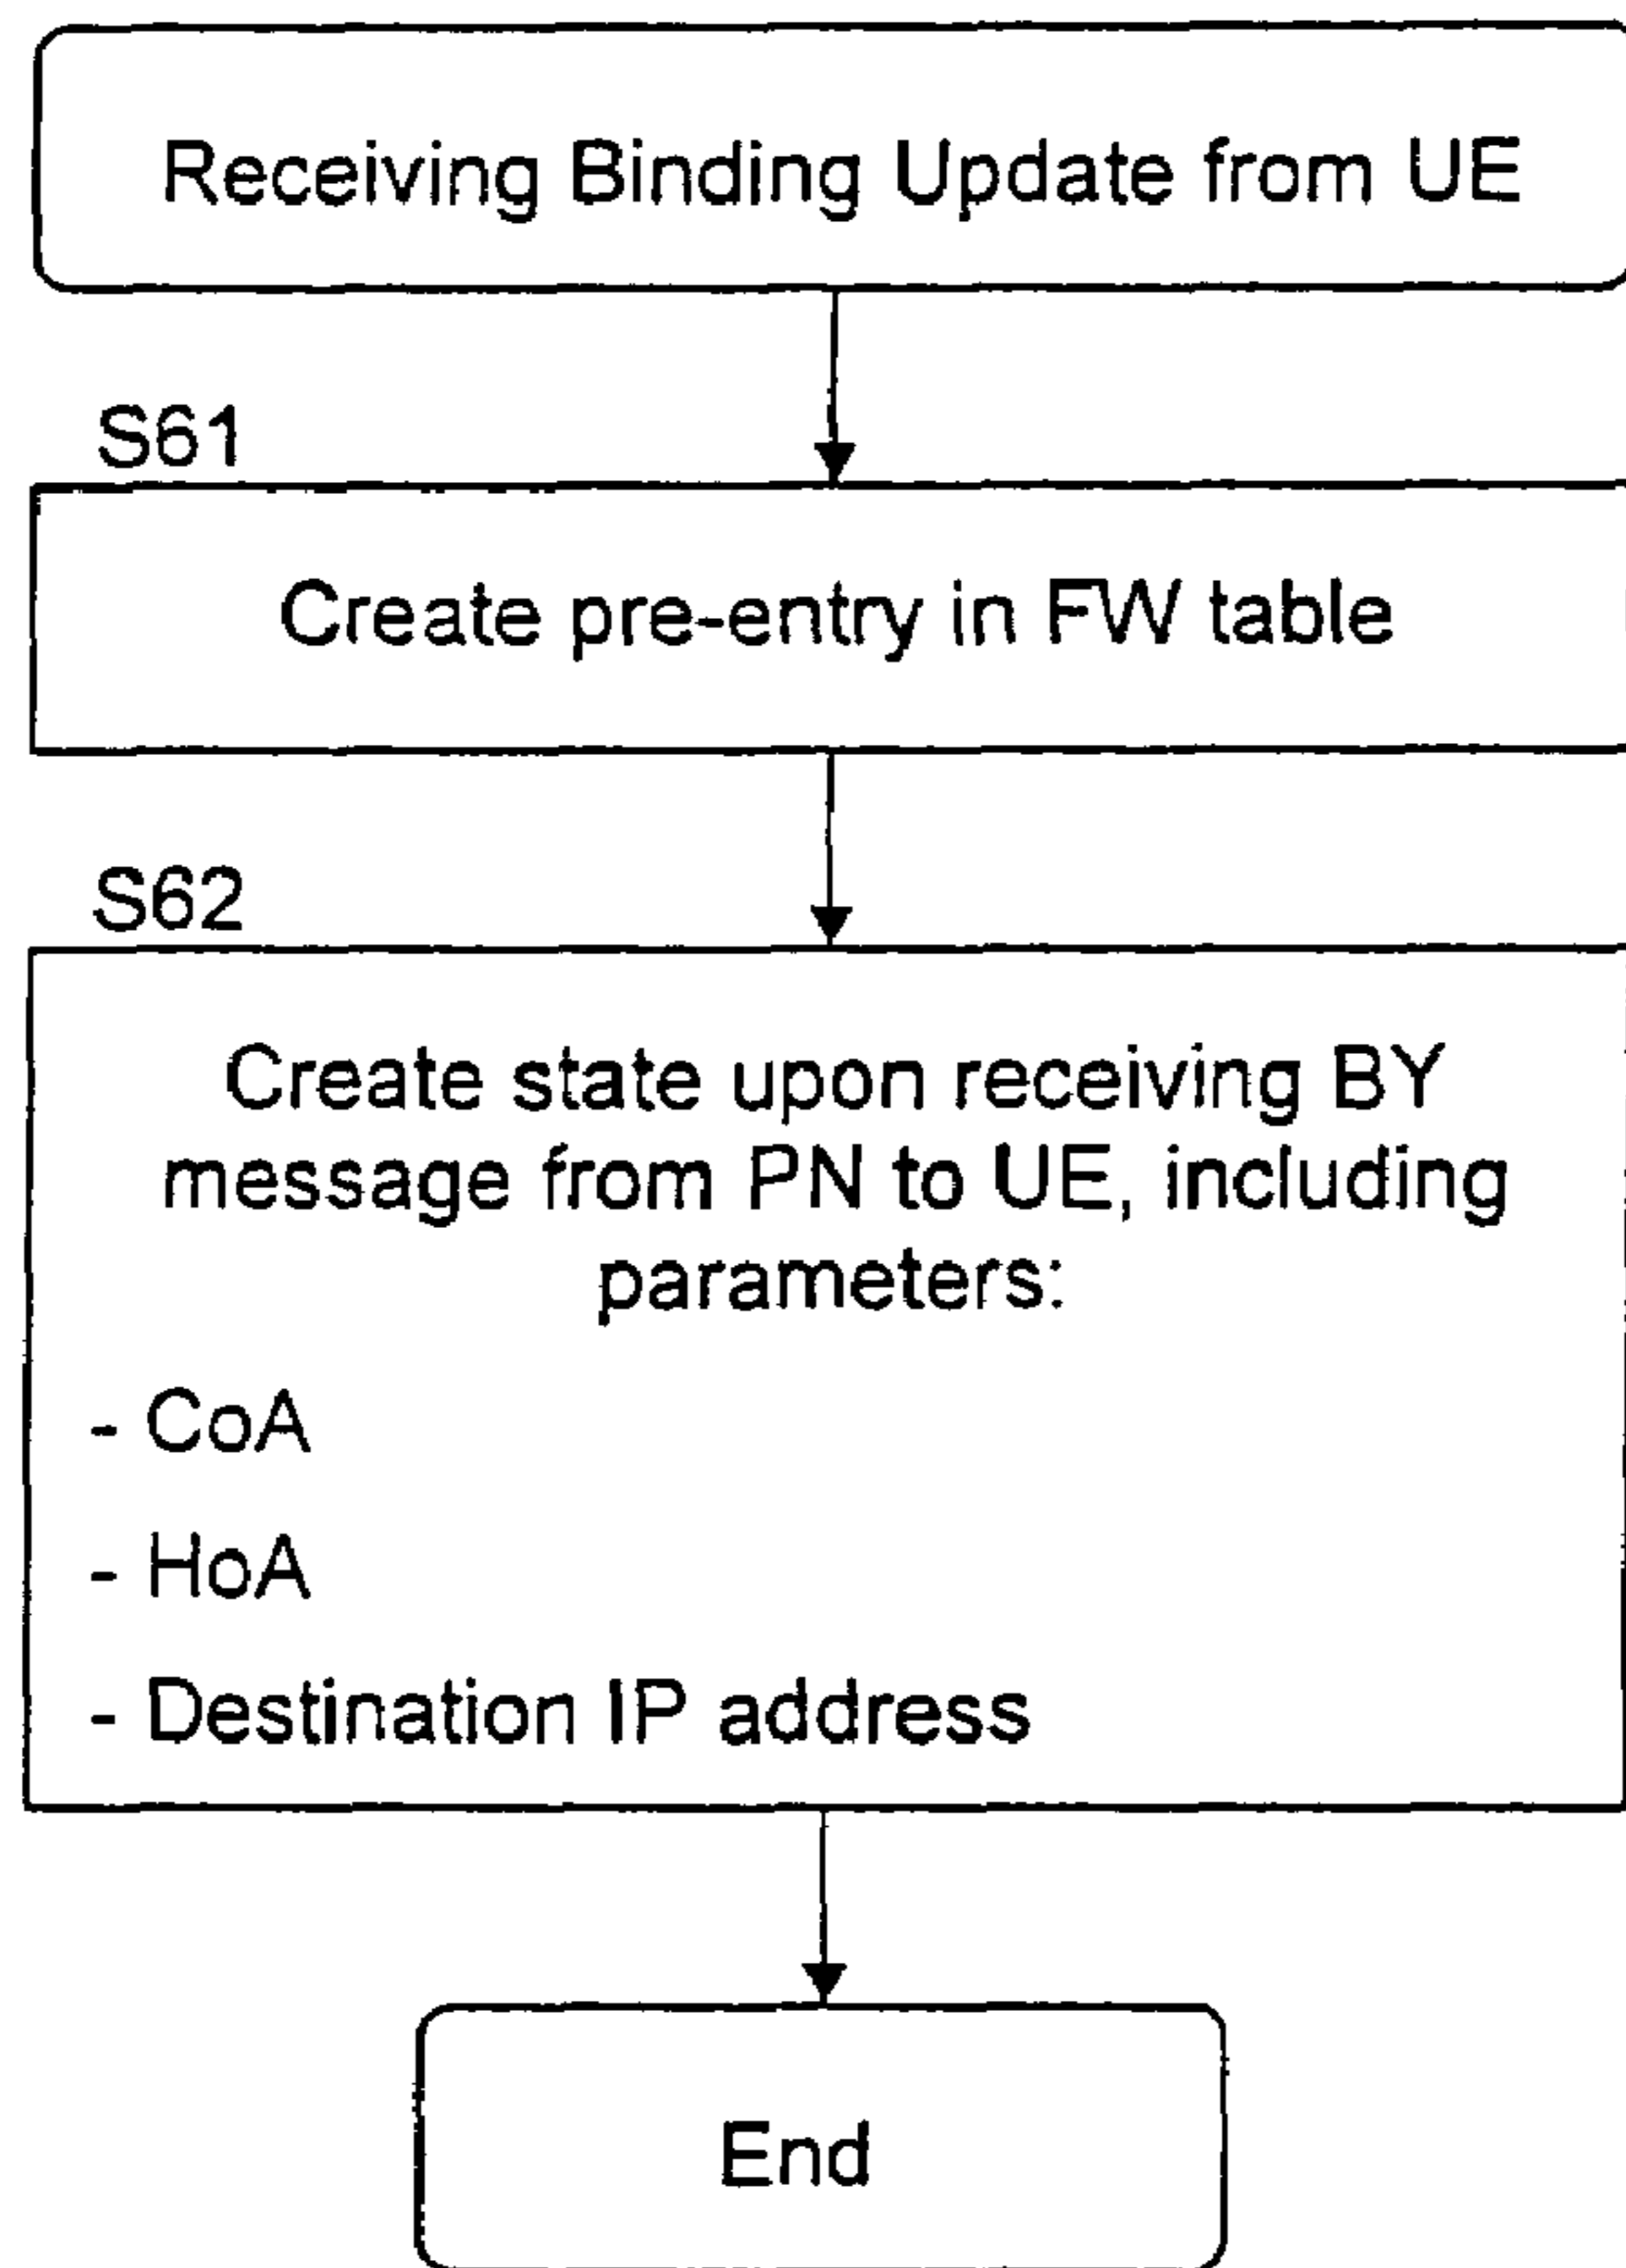 Receiving Binding Update from UE
S61
Create pre-entry in FW table
S62
Create state upon receiving BY
message from PN to UE, including
parameters:
- CoA
- HoA
- Destination IP address
End